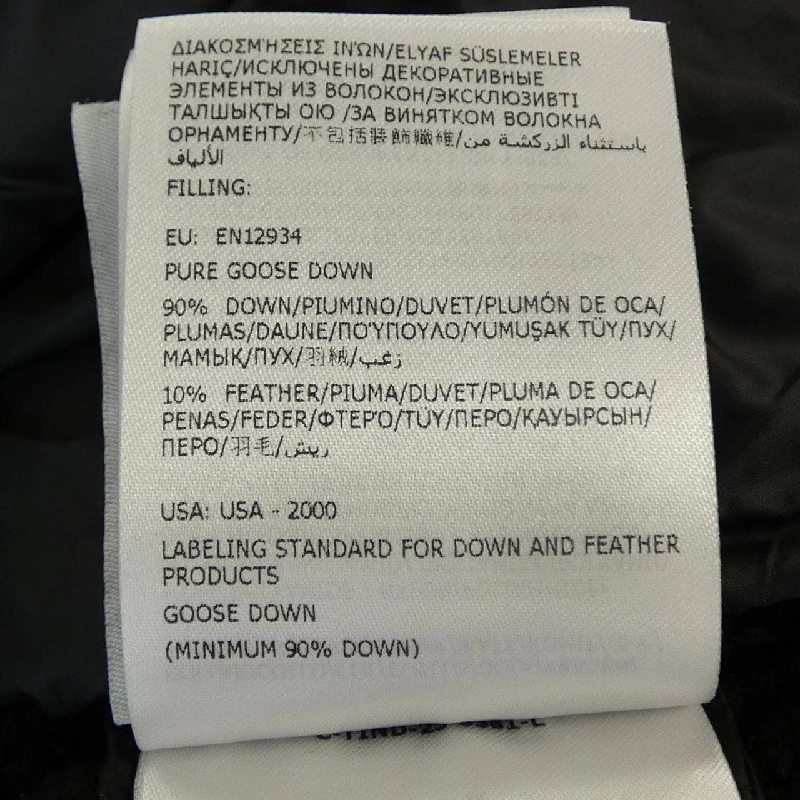 ΔΙΑΚΟΣΜΉΣΕΙΣ ΙΝΏΝ/ELYAF SÜSLEMELER
HARIÇ/ИСКЛЮЧЕНЫ ДЕКОРАТИВНЫЕ
ЭЛЕМЕНТЫ ИЗ ВОЛОКОН/ЭКСКЛЮЗИВТІ
ТАЛШЫҚТЫ ОЮ /ЗА ВИНЯТКОМ ВОЛОКНА
ОРНАМЕНТУ/不包括裝飾纖維/باستثناء الزركشة من
الألياف
FILLING:
EU: EN12934
PURE GOOSE DOWN
90% DOWN/PIUMINO/DUVET/PLUMÓN DE OCA/
PLUMAS/DAUNE/ΠΟΎΠΟΥΛΟ/YUMUŞAK TÜY/ПУХ/
МАМЫҚ/ПУХ/羽絨/زغب
10% FEATHER/PIUMA/DUVET/PLUMA DE OCA/
PENAS/FEDER/ΦΤΕΡΌ/TÜY/ПЕРО/ҚАУЫРСЫН/
ПЕРО/羽毛/ريش
USA: USA - 2000
LABELING STANDARD FOR DOWN AND FEATHER
PRODUCTS
GOOSE DOWN
(MINIMUM 90% DOWN)